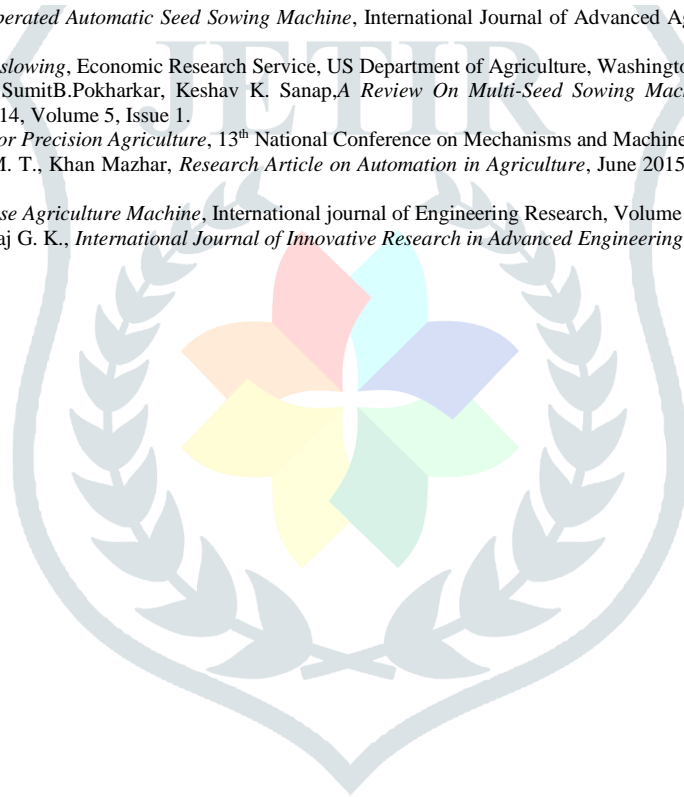 perated Automatic Seed Sowing Machine, International Journal of Advanced Ag
slowing, Economic Research Service, US Department of Agriculture, Washingto
SumitB.Pokharkar, Keshav K. Sanap,A Review On Multi-Seed Sowing Mac
14, Volume 5, Issue 1.
or Precision Agriculture, 13th National Conference on Mechanisms and Machine
M. T., Khan Mazhar, Research Article on Automation in Agriculture, June 2015
se Agriculture Machine, International journal of Engineering Research, Volume
aj G. K., International Journal of Innovative Research in Advanced Engineering
JETIR